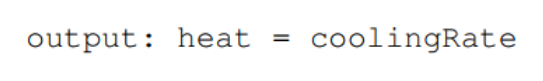 output: heat = coolingRate